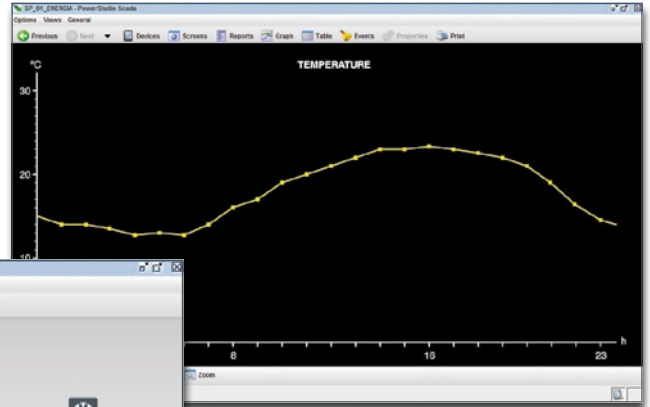 SP_01_ENERGIA - PowerStudio Scada
Options Views General
Previous Next Devices Screens Reports Graph Table Events Properties Print
°C
TEMPERATURE
30
20
10
8 16 23 h
Zoom